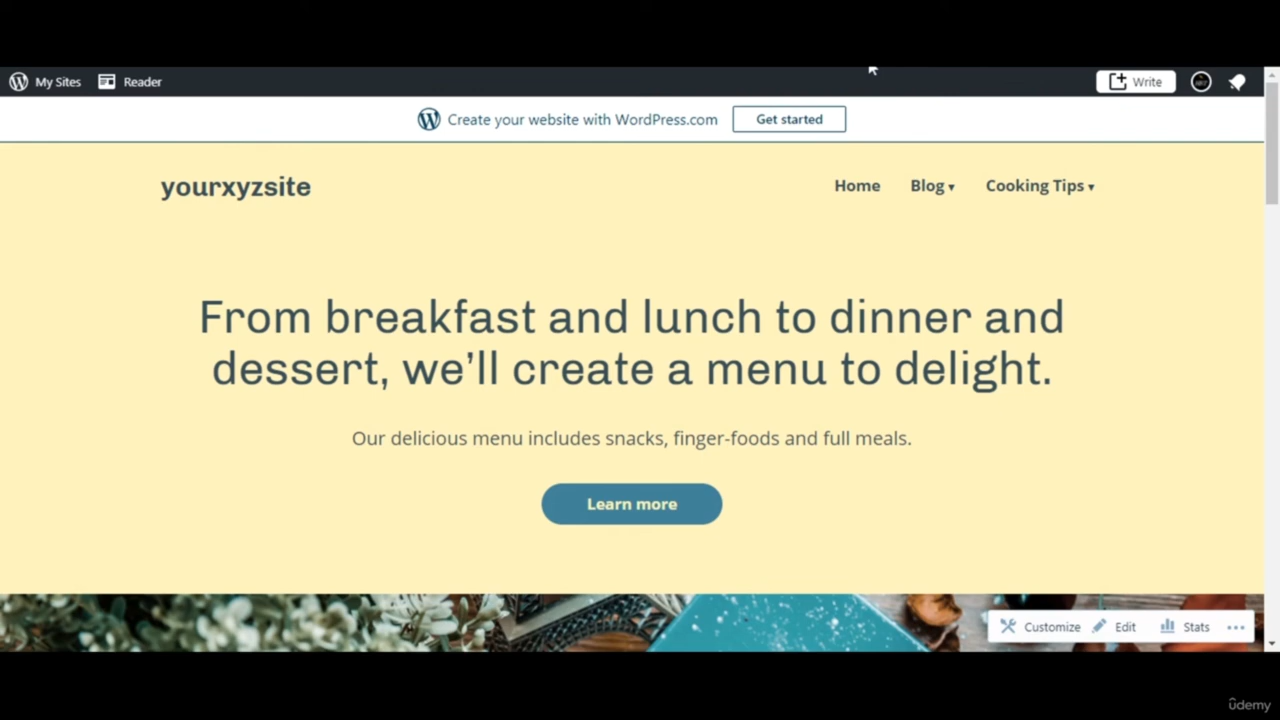 My Sites Reader Write
Create your website with WordPress.com Get started
yourxyzsite Home Blog ▾ Cooking Tips ▾
From breakfast and lunch to dinner and
dessert, we’ll create a menu to delight.
Our delicious menu includes snacks, finger-foods and full meals.
Learn more
Customize Edit Stats
udemy